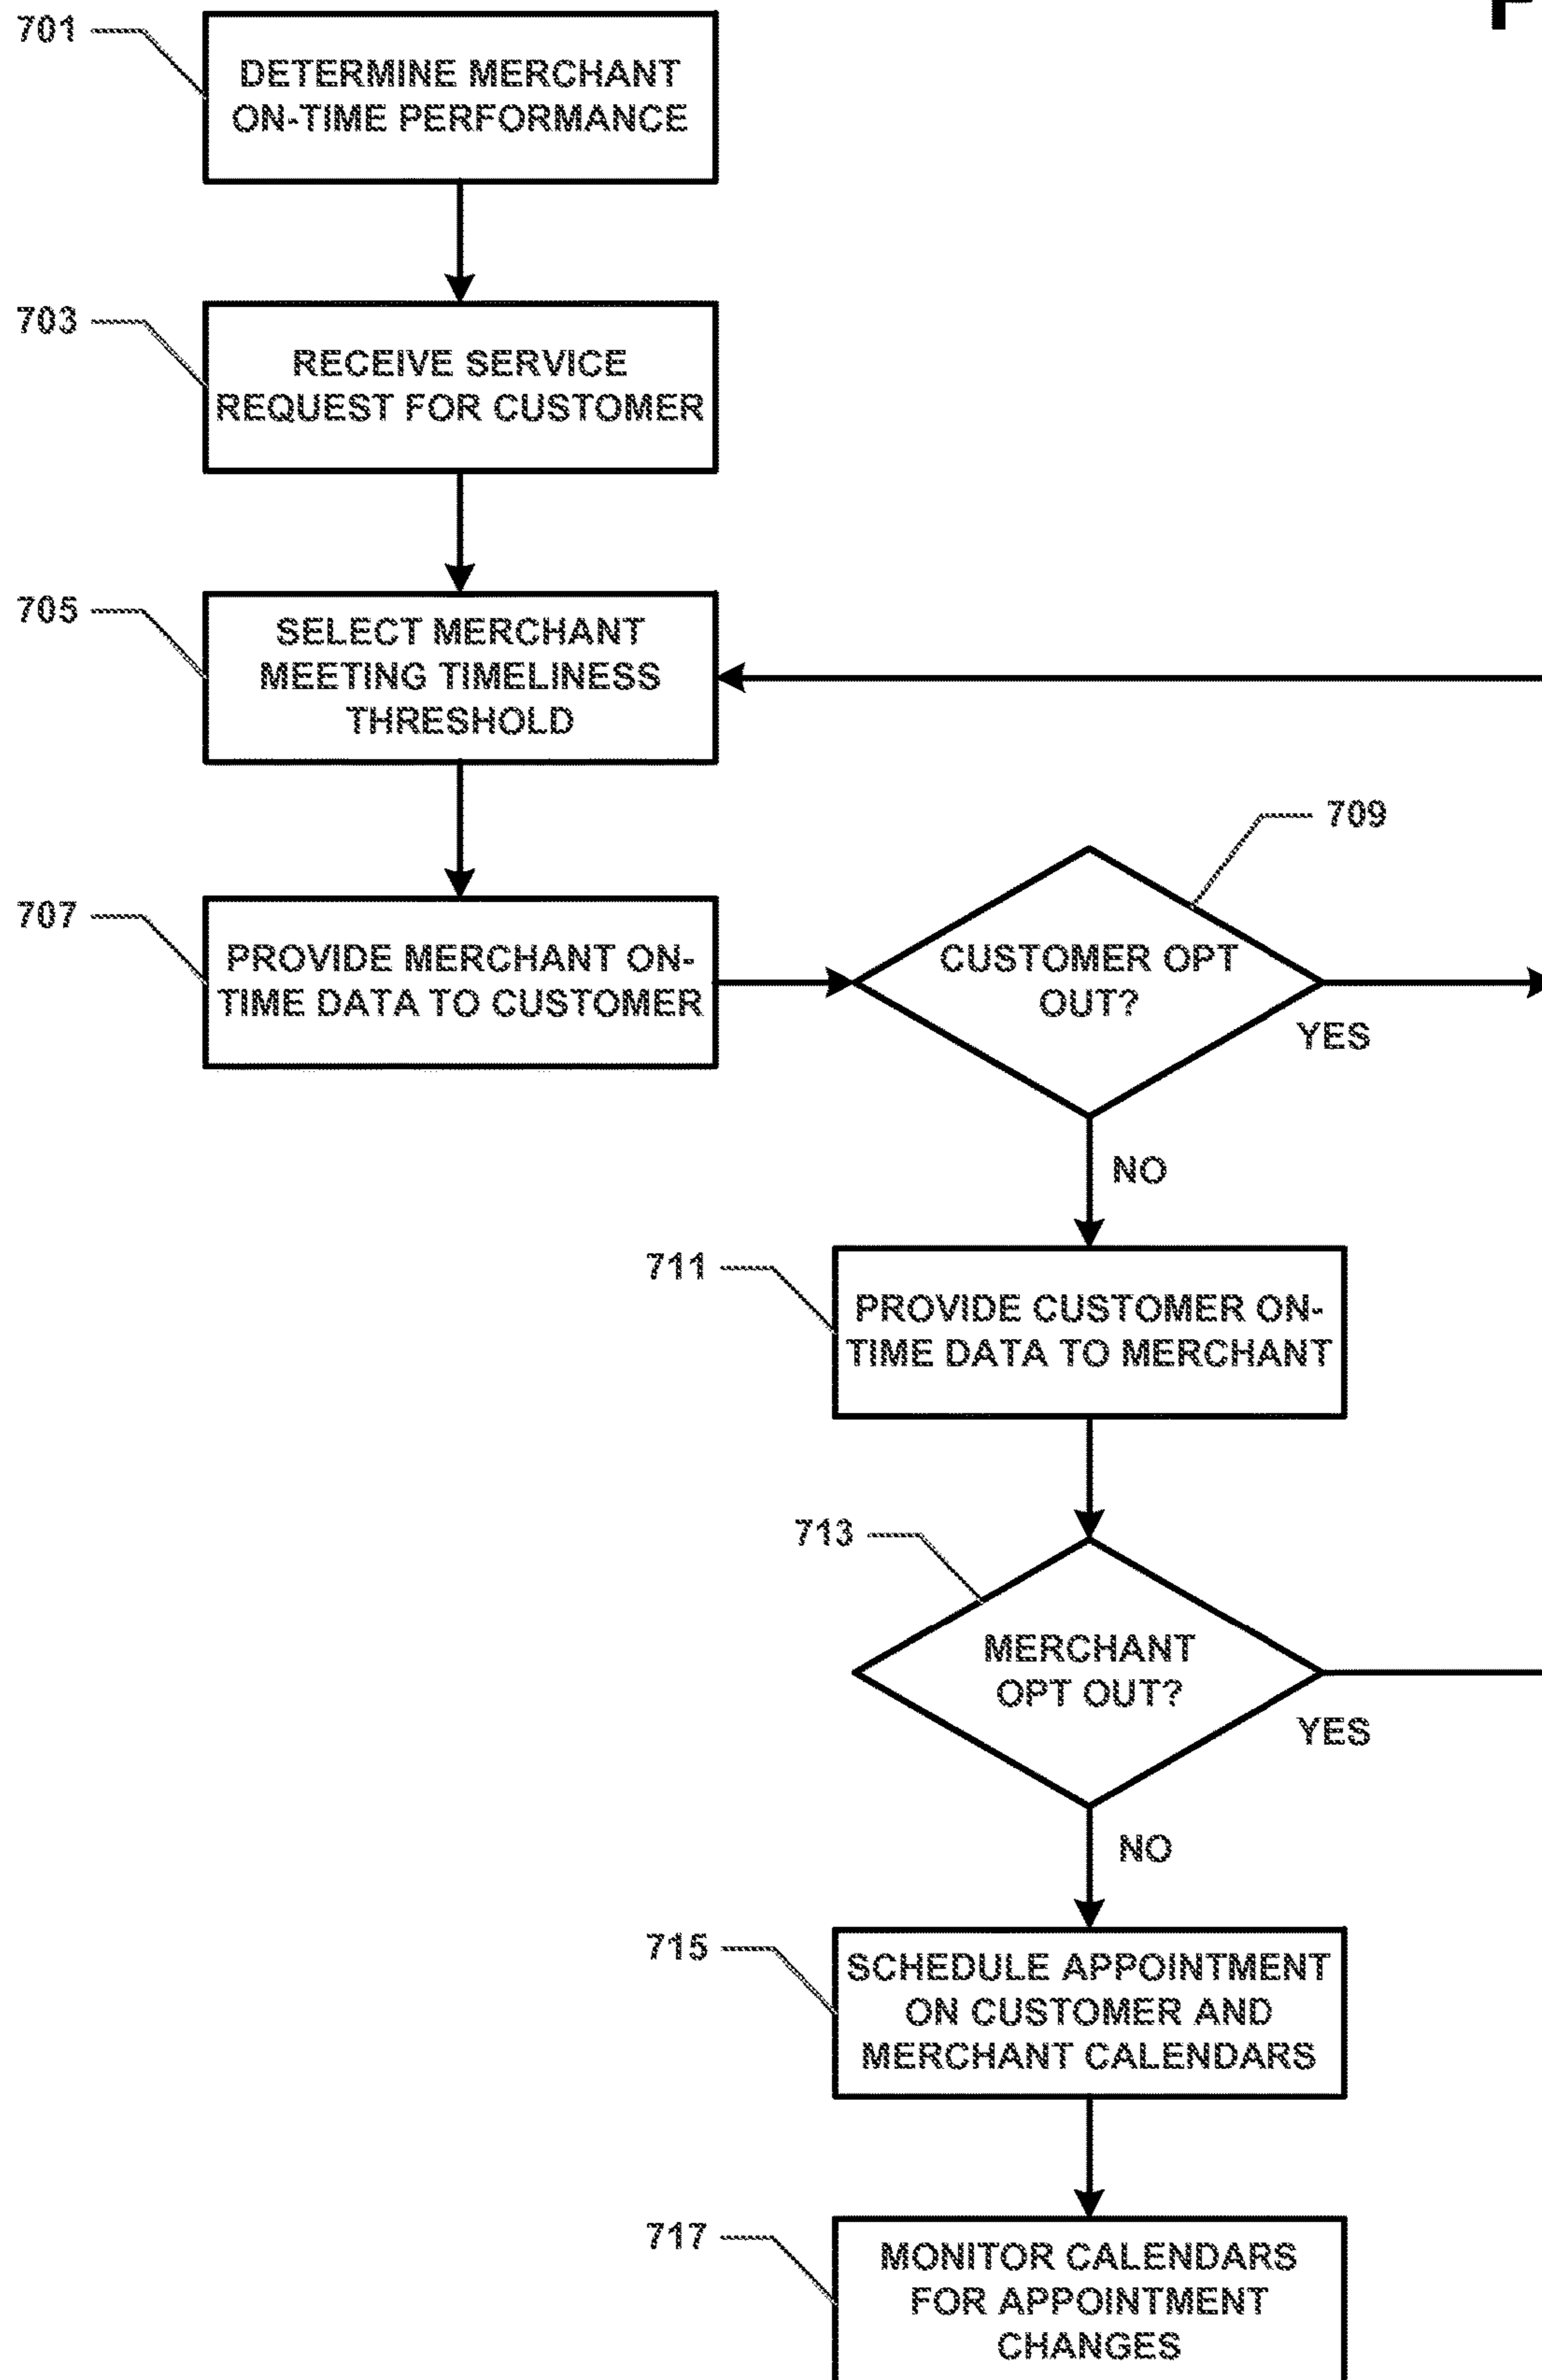 701
DETERMINE MERCHANT
ON-TIME PERFORMANCE
703
RECEIVE SERVICE
REQUEST FOR CUSTOMER
705
SELECT MERCHANT
MEETING TIMELINESS
THRESHOLD
707
PROVIDE MERCHANT ON-
TIME DATA TO CUSTOMER
709
CUSTOMER OPT
OUT?
YES
NO
711
PROVIDE CUSTOMER ON-
TIME DATA TO MERCHANT
713
MERCHANT
OPT OUT?
YES
NO
715
SCHEDULE APPOINTMENT
ON CUSTOMER AND
MERCHANT CALENDARS
717
MONITOR CALENDARS
FOR APPOINTMENT
CHANGES